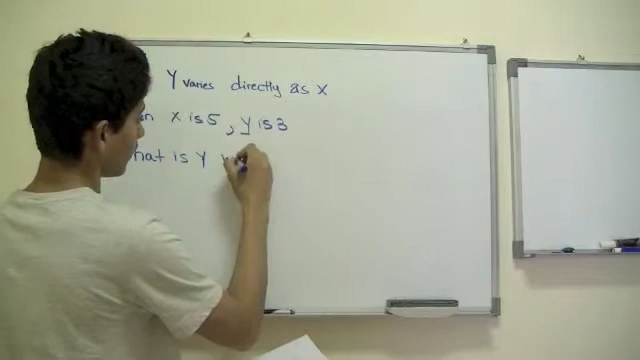 Y varies directly as X
n X is 5, y is 3
hat is Y